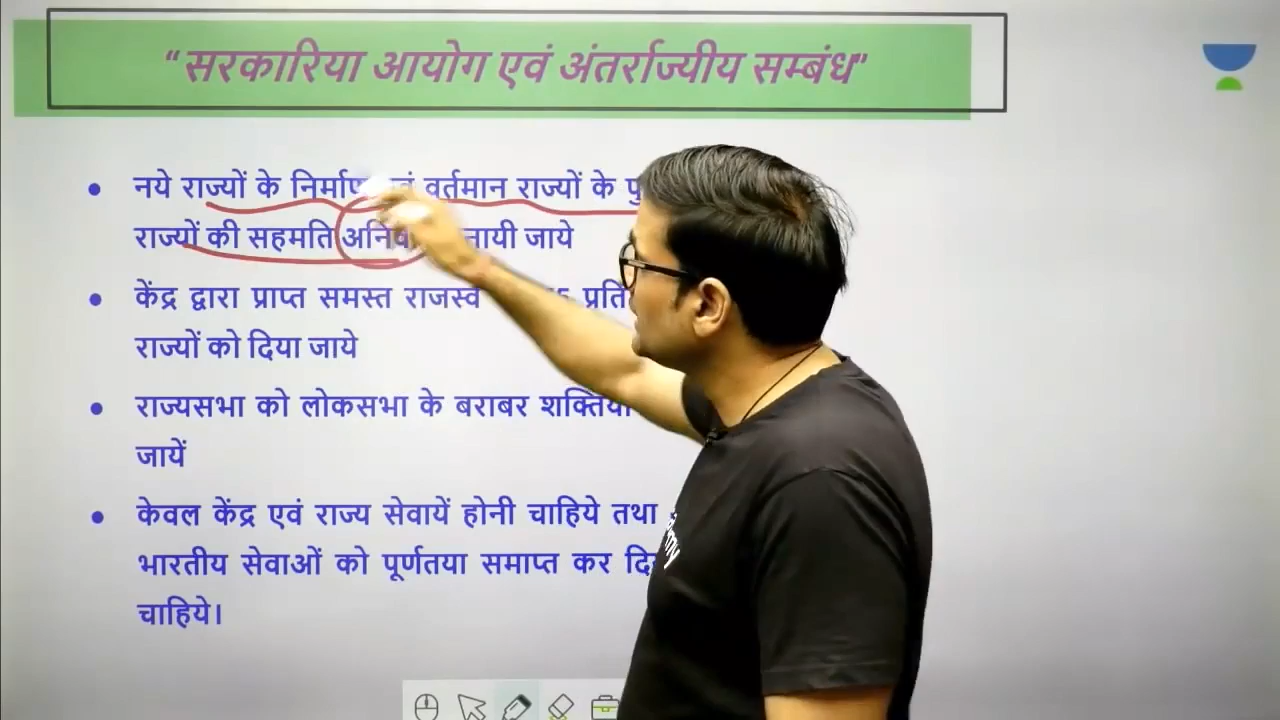 “सरकारिया आयोग एवं अंतर्राज्यीय सम्बंध”
नये राज्यों के निर्माण एवं वर्तमान राज्यों के
राज्यों की सहमति जाये
केंद्र द्वारा प्राप्त समस्त राजस्व
राज्यों को दिया जाये
राज्यसभा को लोकसभा के बराबर शक्तियां
जायें
केवल केंद्र एवं राज्य सेवायें होनी चाहिये तथा
भारतीय सेवाओं को पूर्णतया समाप्त कर
चाहिये।